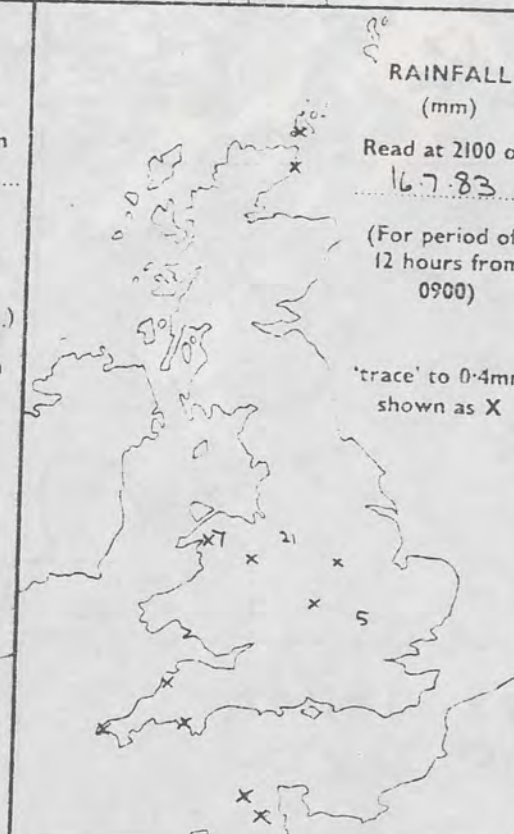 RAINFALL
(mm)
Read at 2100 o
16.7.83
(For period of
12 hours from
0900)
'trace' to 0·4mm
shown as X
X
X
X
7
21
X
X
X
5
X
X
X
X
X